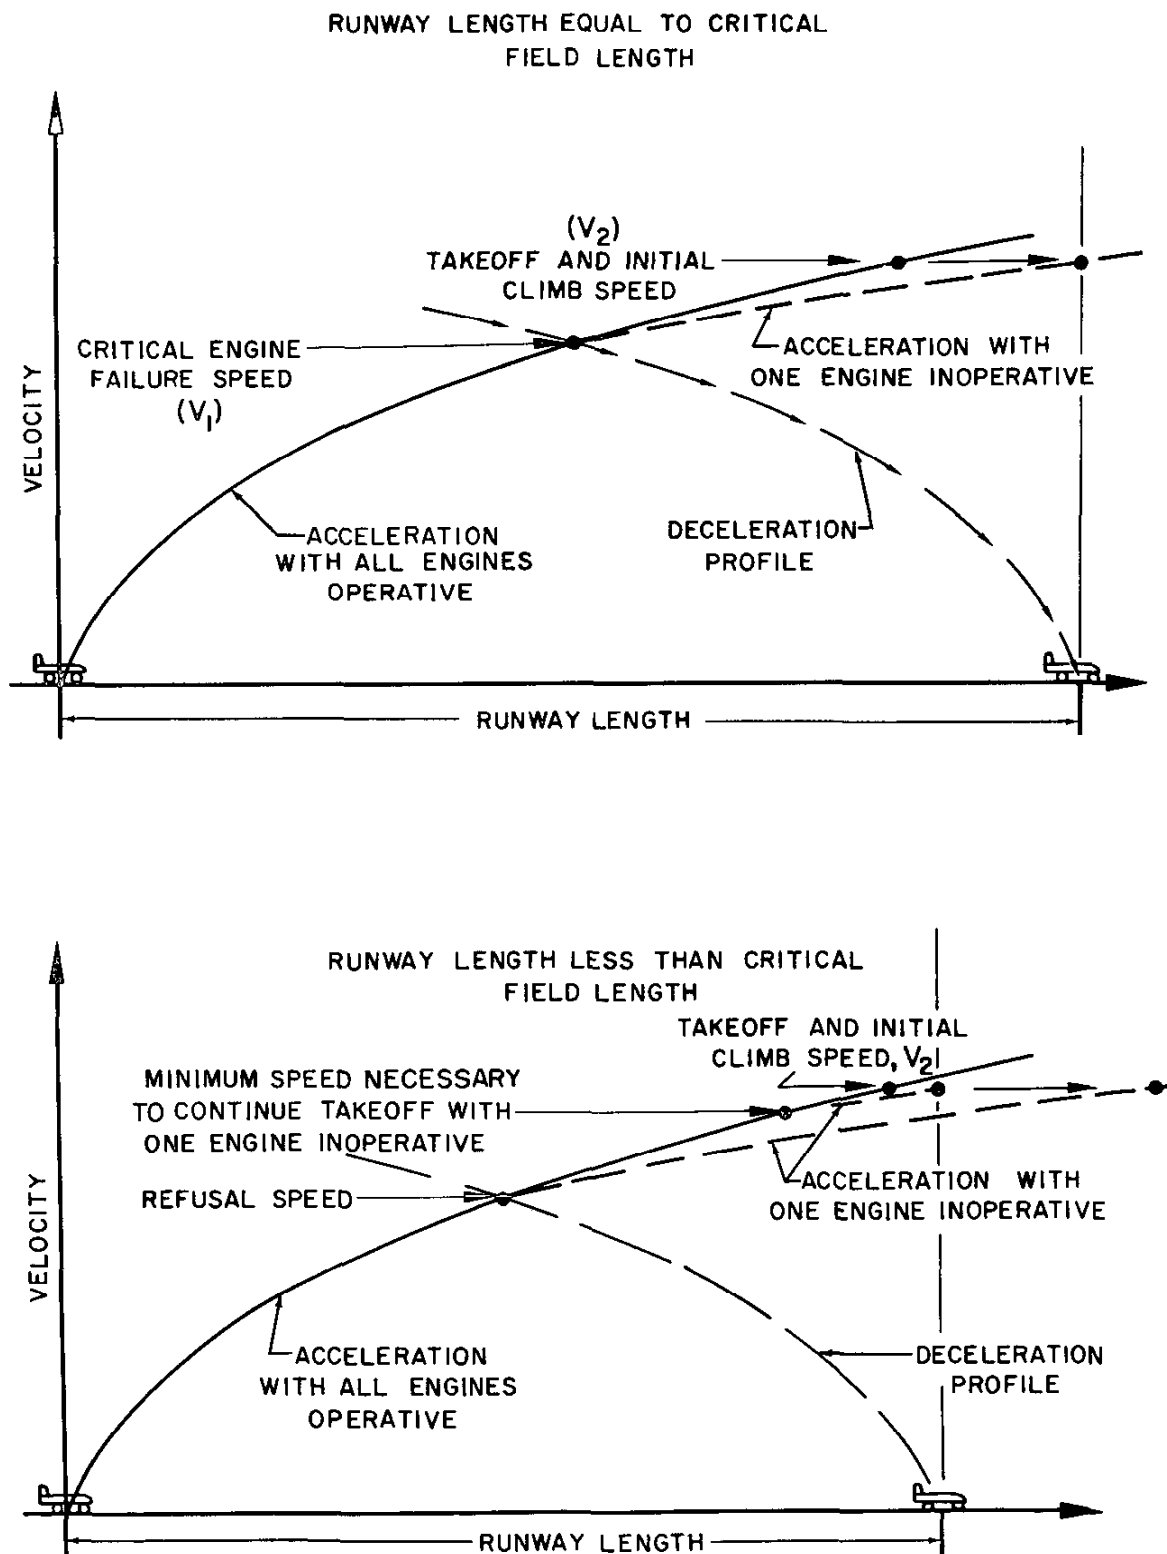 RUNWAY LENGTH EQUAL TO CRITICAL
FIELD LENGTH
(V2)
TAKEOFF AND INITIAL
CLIMB SPEED
CRITICAL ENGINE
FAILURE SPEED
(V1)
ACCELERATION WITH
ONE ENGINE INOPERATIVE
VELOCITY
ACCELERATION
WITH ALL ENGINES
OPERATIVE
DECELERATION
PROFILE
RUNWAY LENGTH
RUNWAY LENGTH LESS THAN CRITICAL
FIELD LENGTH
TAKEOFF AND INITIAL
CLIMB SPEED, V2
MINIMUM SPEED NECESSARY
TO CONTINUE TAKEOFF WITH
ONE ENGINE INOPERATIVE
REFUSAL SPEED
ACCELERATION WITH
ONE ENGINE INOPERATIVE
VELOCITY
ACCELERATION
WITH ALL ENGINES
OPERATIVE
DECELERATION
PROFILE
RUNWAY LENGTH